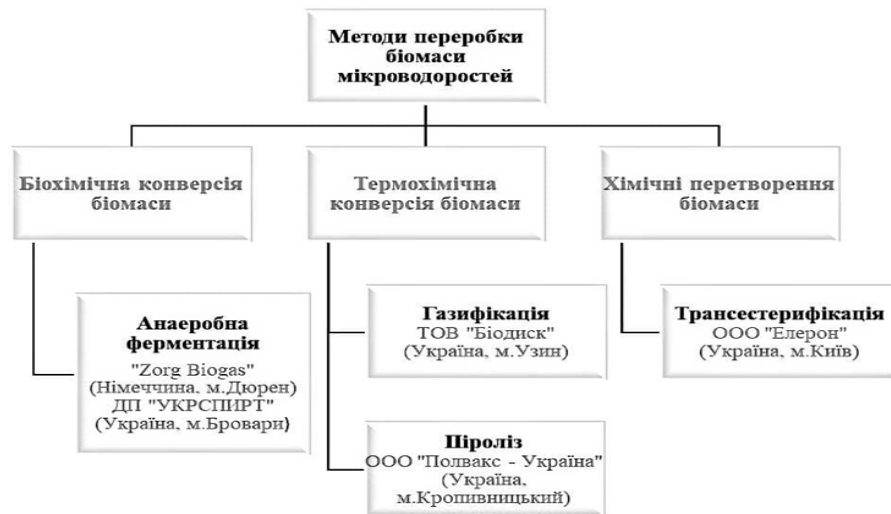 Методи переробки
біомаси
мікроводоростей
Біохімічна конверсія
біомаси
Термохімічна
конверсія біомаси
Хімічні перетворення
біомаси
Анаеробна
ферментація
"Zorg Biogas"
(Німеччина, м.Дюрен)
ДП "УКРСПИРТ"
(Україна, м.Бровари)
Газифікація
ТОВ "Біодиск"
(Україна, м.Узин)
Піроліз
ООО "Полвакс - Україна"
(Україна,
м.Кропивницький)
Трансестерифікація
ООО "Елерон"
(Україна, м.Київ)